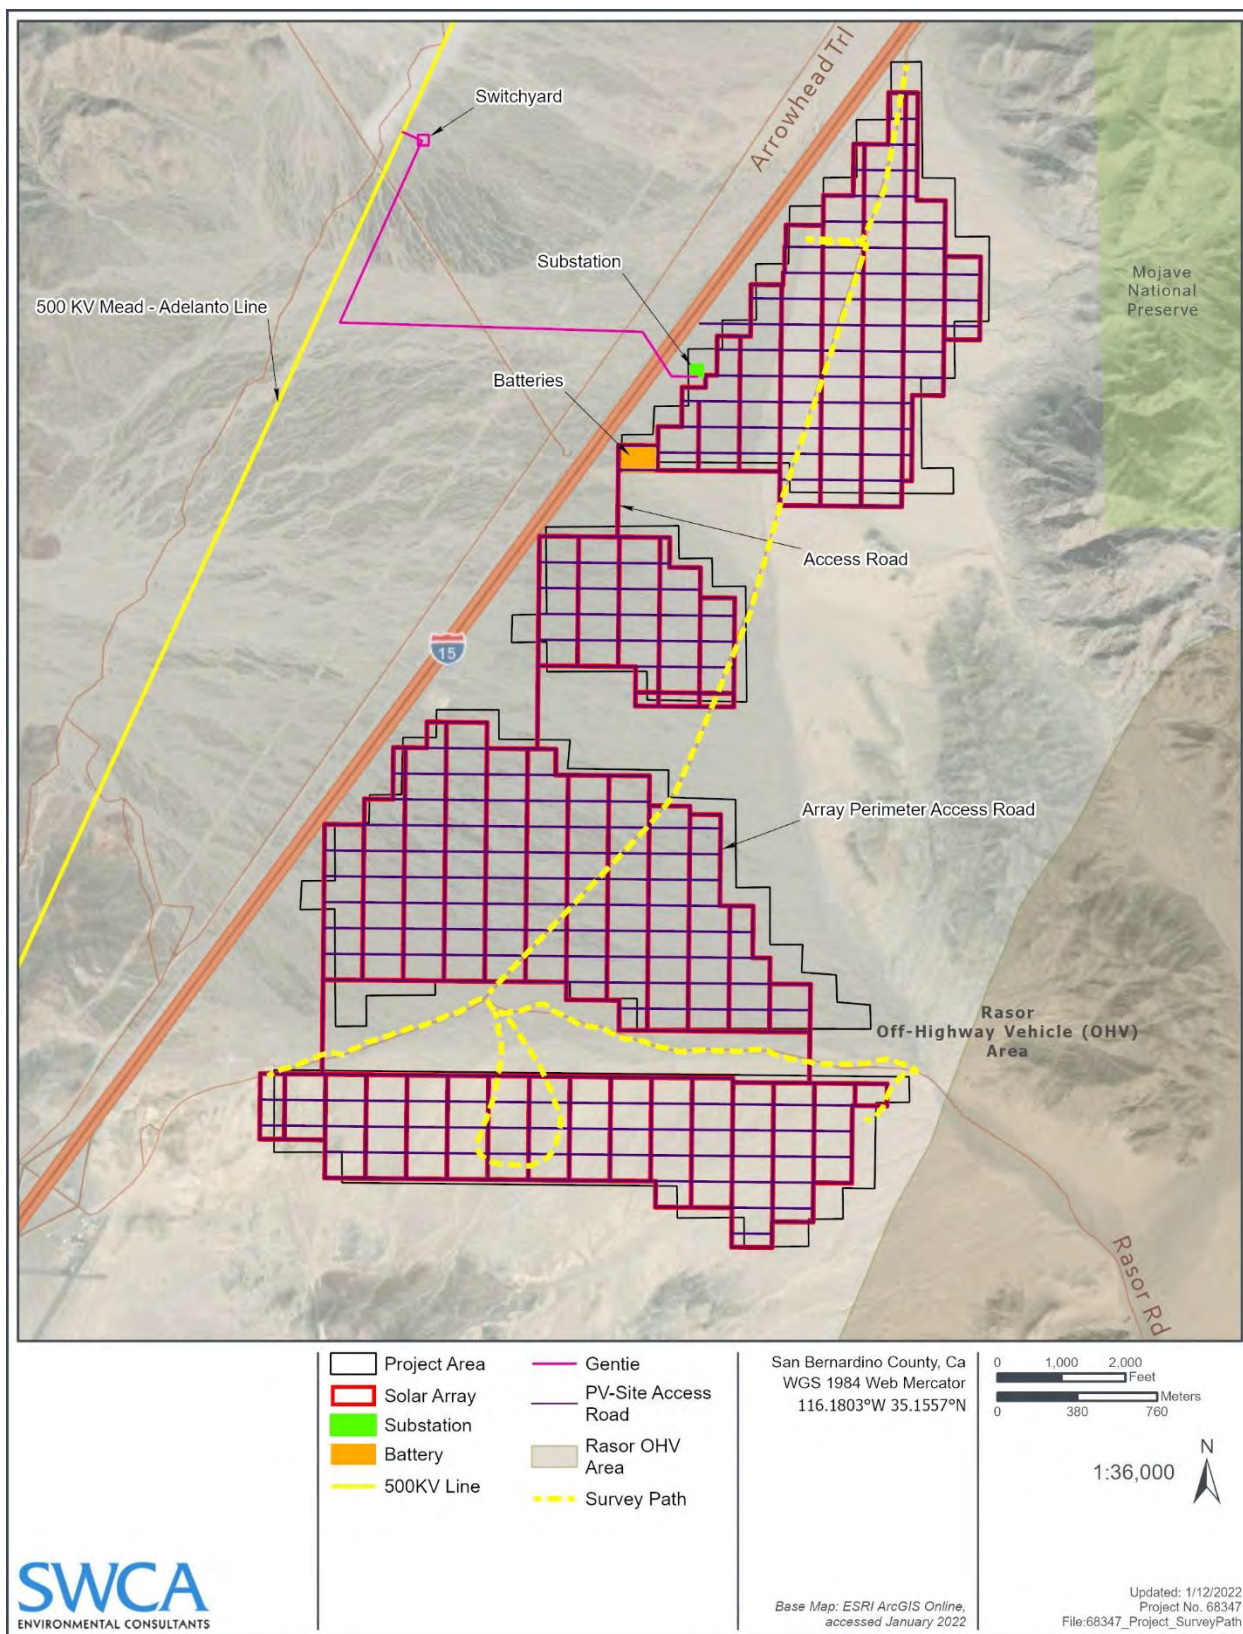 Switchyard
Arrowhead Trl
Substation
500 KV Mead - Adelanto Line
Mojave
National
Preserve
Batteries
Access Road
15
Array Perimeter Access Road
Rasor
Off-Highway Vehicle (OHV)
Area
Rasor Rd
Project Area
Solar Array
Substation
Battery
500KV Line
Gentie
PV-Site Access
Road
Rasor OHV
Area
Survey Path
San Bernardino County, Ca
WGS 1984 Web Mercator
116.1803°W 35.1557°N
0 1,000 2,000
Feet
Meters
0 380 760
N
1:36,000
SWCA
ENVIRONMENTAL CONSULTANTS
Base Map: ESRI ArcGIS Online,
accessed January 2022
Updated: 1/12/2022
Project No. 68347
File:68347_Project_SurveyPath